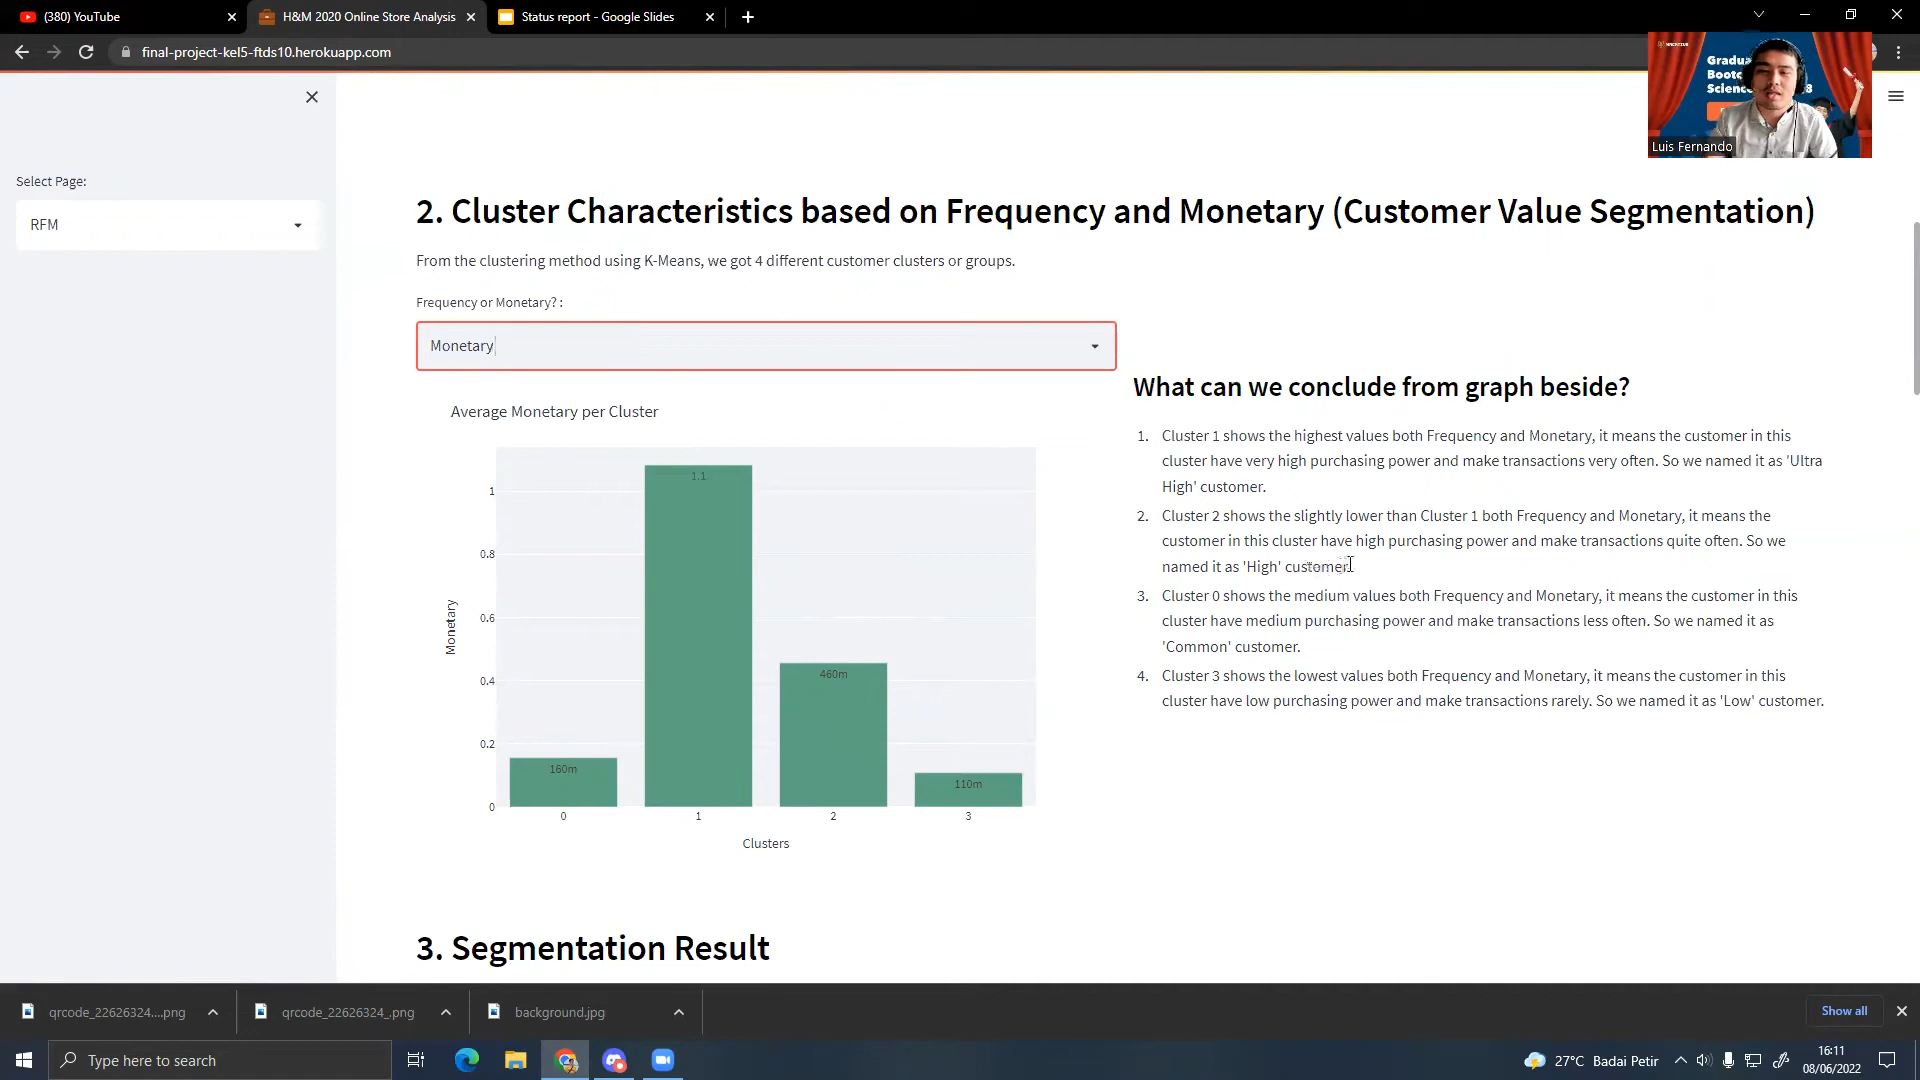 (380) YouTube
H&M 2020 Online Store Analysis
Status report - Google Slides
final-project-kel5-ftds10.herokuapp.com
Luis Fernando
Select Page:
RFM
2. Cluster Characteristics based on Frequency and Monetary (Customer Value Segmentation)
From the clustering method using K-Means, we got 4 different customer clusters or groups.
Frequency or Monetary? :
Monetary
Average Monetary per Cluster
1
0.8
0.6
0.4
0.2
0
Monetary
160m
1.1
460m
110m
0
1
2
3
Clusters
What can we conclude from graph beside?
1. Cluster 1 shows the highest values both Frequency and Monetary, it means the customer in this
cluster have very high purchasing power and make transactions very often. So we named it as 'Ultra
High' customer.
2. Cluster 2 shows the slightly lower than Cluster 1 both Frequency and Monetary, it means the
customer in this cluster have high purchasing power and make transactions quite often. So we
named it as 'High' customer.
3. Cluster 0 shows the medium values both Frequency and Monetary, it means the customer in this
cluster have medium purchasing power and make transactions less often. So we named it as
'Common' customer.
4. Cluster 3 shows the lowest values both Frequency and Monetary, it means the customer in this
cluster have low purchasing power and make transactions rarely. So we named it as 'Low' customer.
3. Segmentation Result
qrcode_22626324....png
qrcode_22626324_.png
background.jpg
Show all
Type here to search
27°C Badai Petir
16:11
08/06/2022